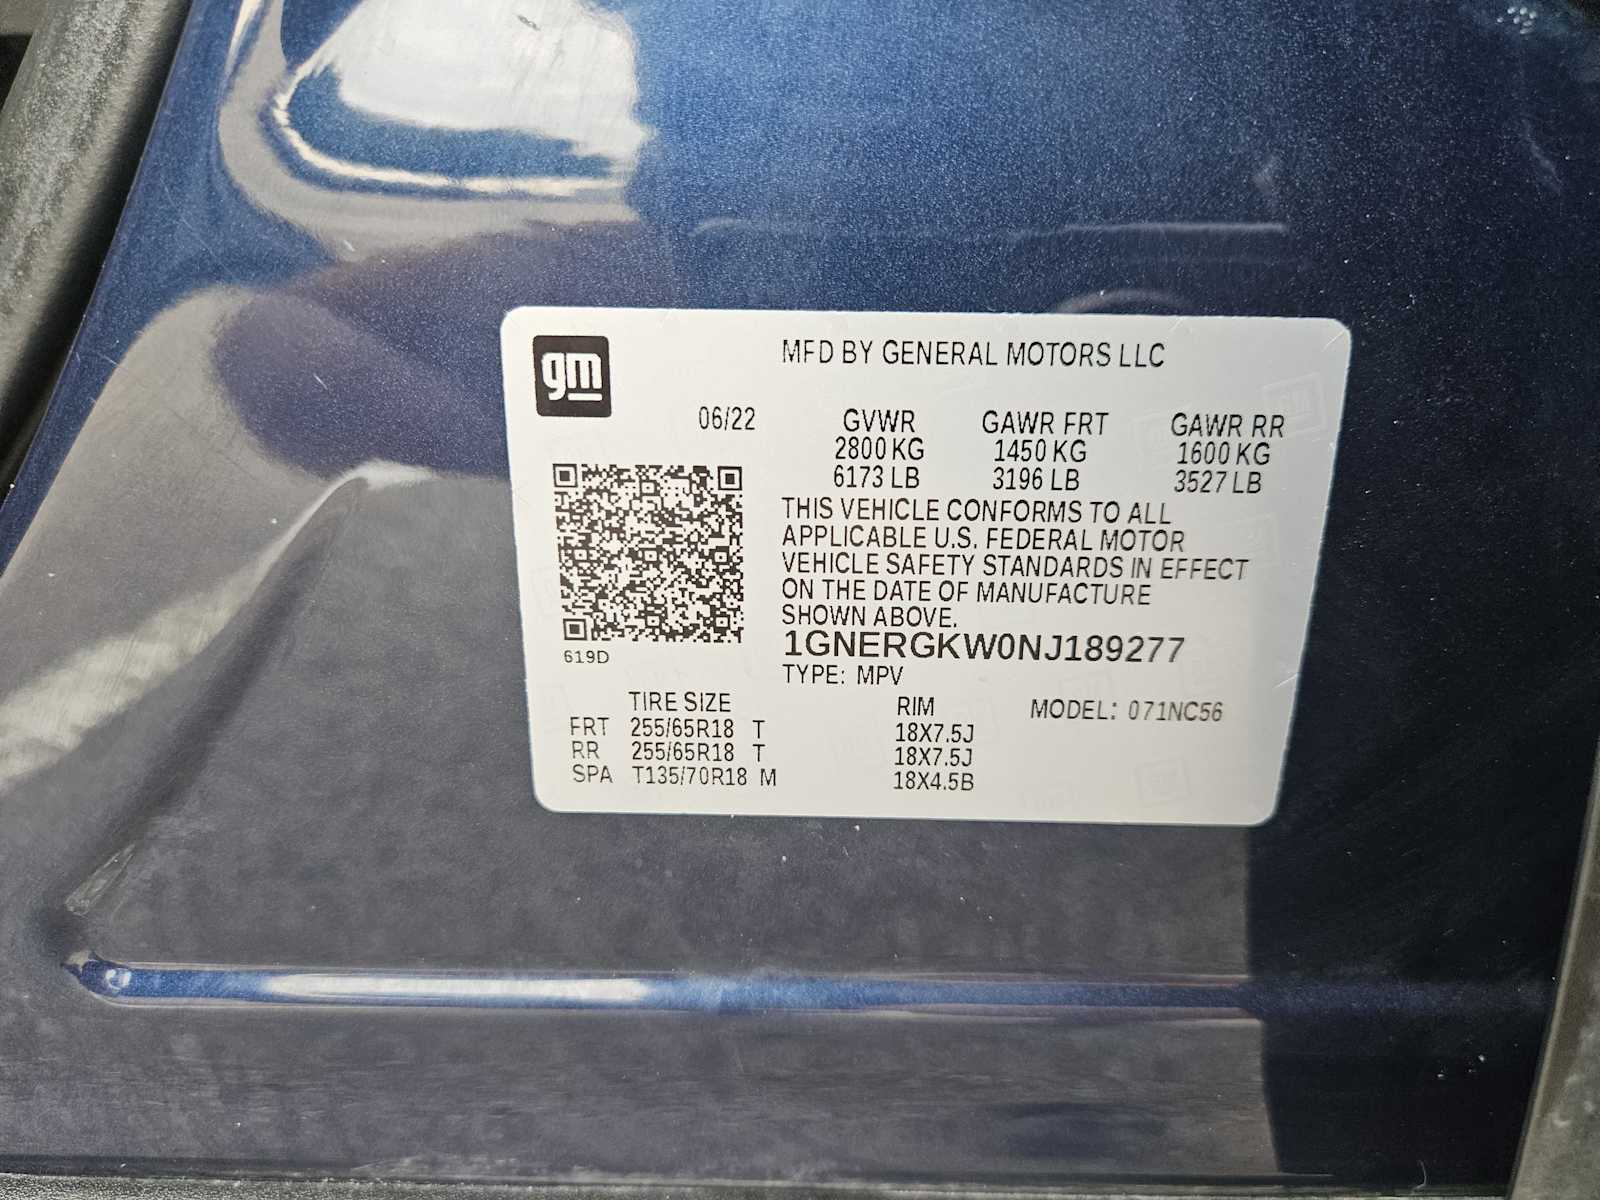 gm
MFD BY GENERAL MOTORS LLC
06/22
GVWR GAWR FRT GAWR RR
2800 KG 1450 KG 1600 KG
6173 LB 3196 LB 3527 LB
THIS VEHICLE CONFORMS TO ALL
APPLICABLE U.S. FEDERAL MOTOR
VEHICLE SAFETY STANDARDS IN EFFECT
ON THE DATE OF MANUFACTURE
SHOWN ABOVE.
1GNERGKW0NJ189277
619D
TYPE: MPV
TIRE SIZE RIM MODEL: 071NC56
FRT 255/65R18 T 18X7.5J
RR 255/65R18 T 18X7.5J
SPA T135/70R18 M 18X4.5B